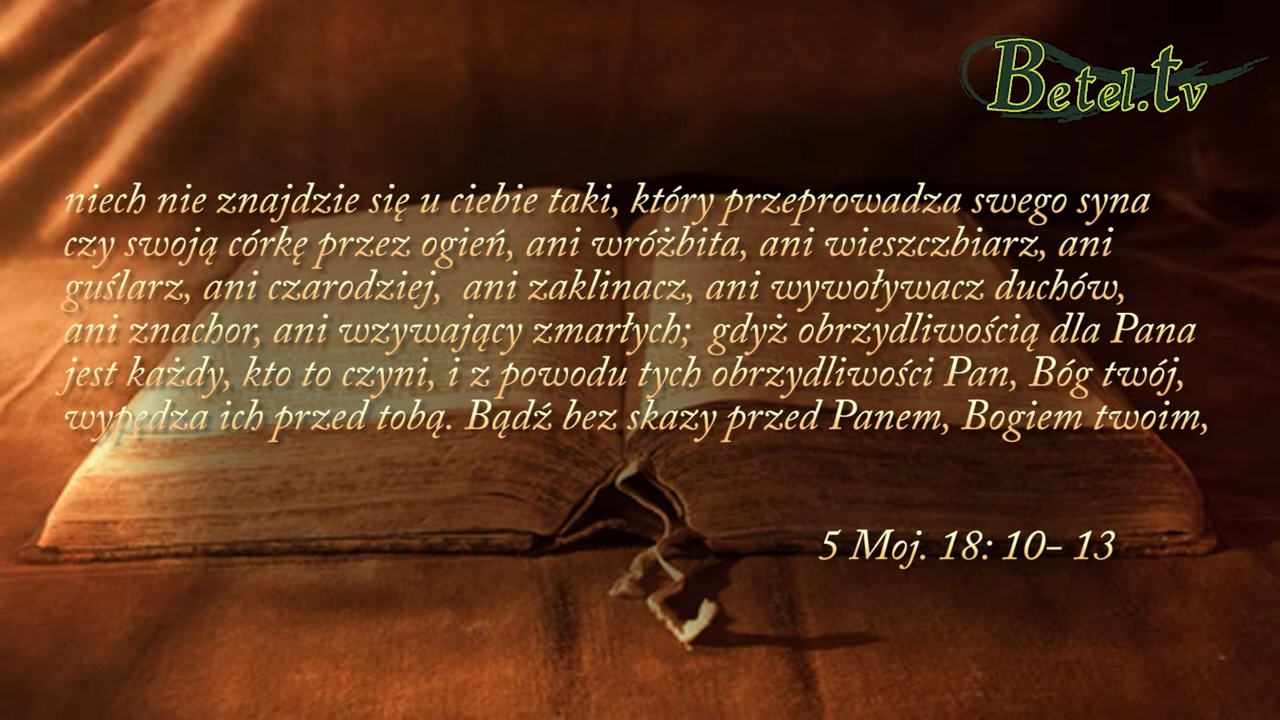 Betel.tv
niech nie znajdzie się u ciebie taki, który przeprowadza swego syna
czy swoją córkę przez ogień, ani wróżbita, ani wieszczbiarz, ani
guślarz, ani czarodziej,  ani zaklinacz, ani wywoływacz duchów,
ani znachor, ani wzywający zmarłych;  gdyż obrzydliwością dla Pana
jest każdy, kto to czyni, i z powodu tych obrzydliwości Pan, Bóg twój,
wypędza ich przed tobą. Bądź bez skazy przed Panem, Bogiem twoim,
5 Moj. 18: 10- 13